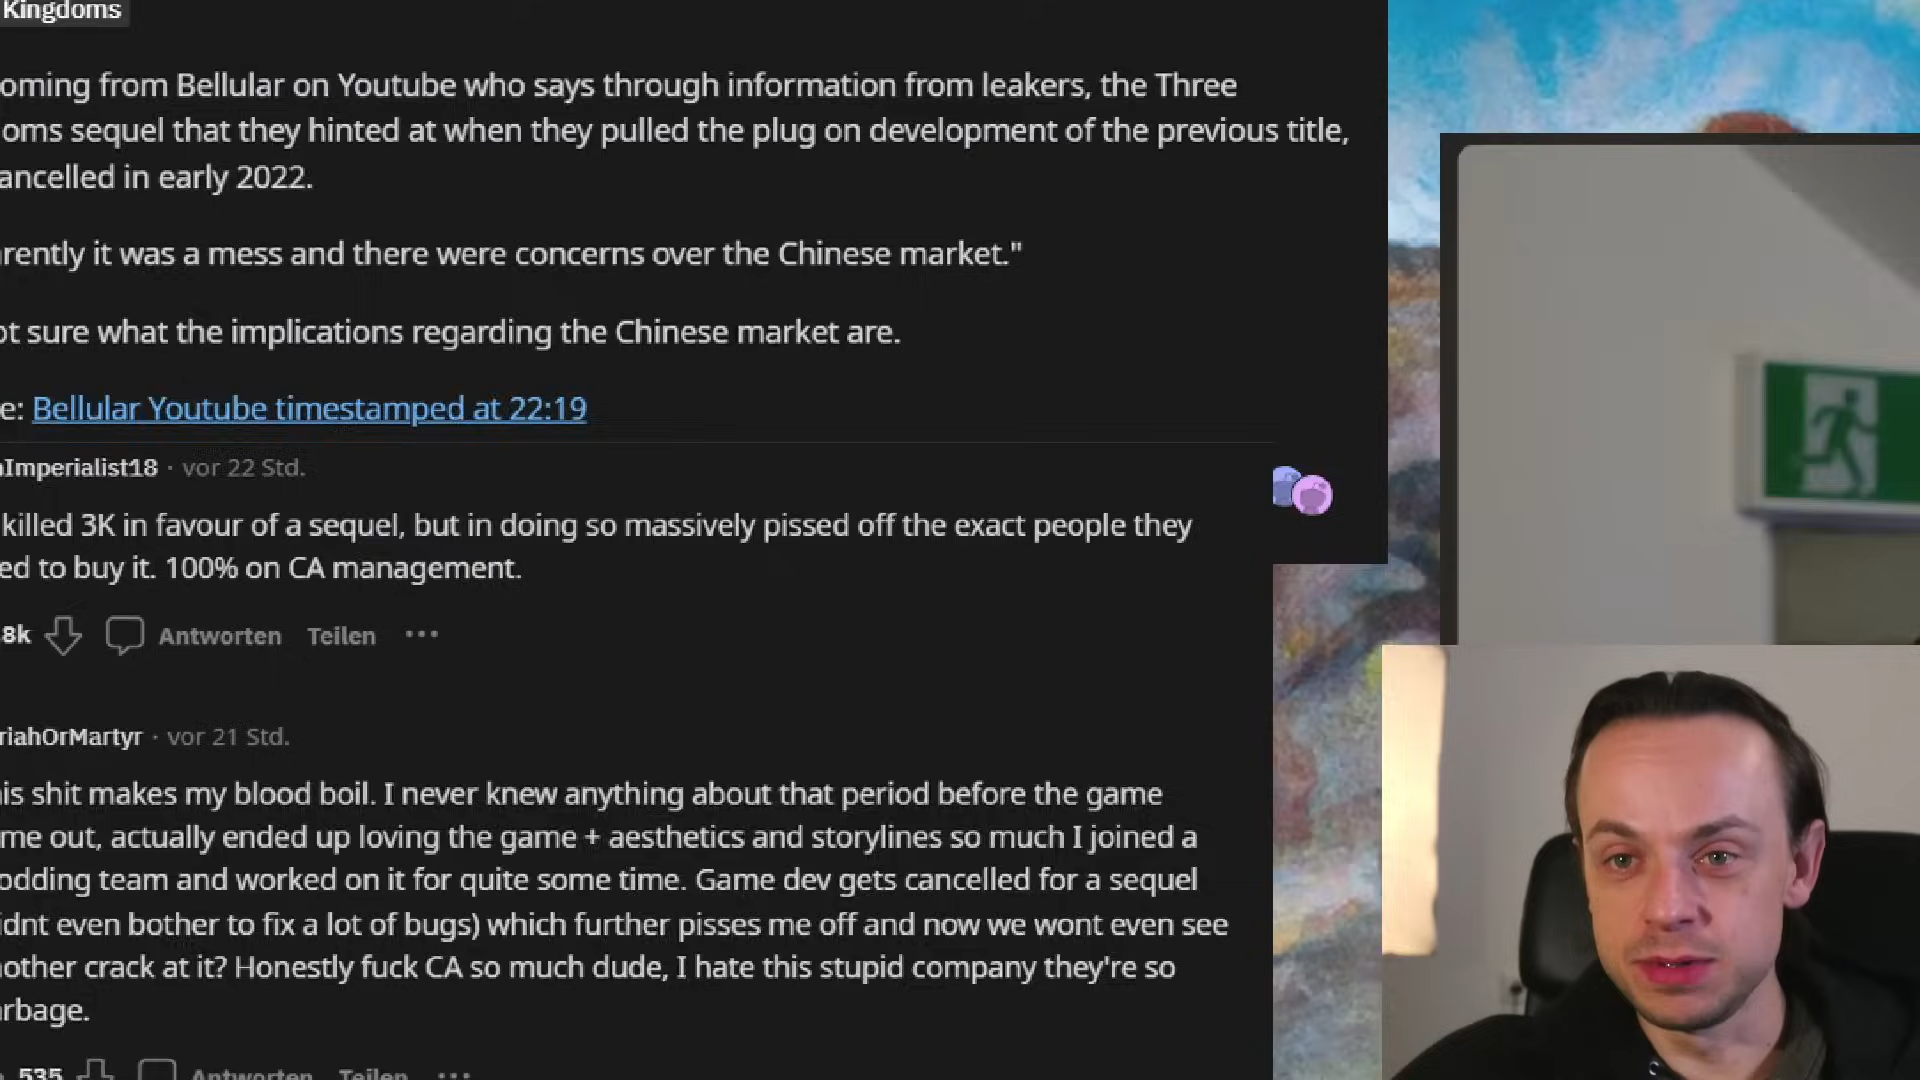 Kingdoms
oming from Bellular on Youtube who says through information from leakers, the Three
oms sequel that they hinted at when they pulled the plug on development of the previous title,
ancelled in early 2022.
rently it was a mess and there were concerns over the Chinese market."
ot sure what the implications regarding the Chinese market are.
e: Bellular Youtube timestamped at 22:19
Imperialist18 · vor 22 Std.
killed 3K in favour of a sequel, but in doing so massively pissed off the exact people they
ed to buy it. 100% on CA management.
8k Antworten Teilen ...
riahOrMartyr · vor 21 Std.
is shit makes my blood boil. I never knew anything about that period before the game
me out, actually ended up loving the game + aesthetics and storylines so much I joined a
odding team and worked on it for quite some time. Game dev gets cancelled for a sequel
idnt even bother to fix a lot of bugs) which further pisses me off and now we wont even see
other crack at it? Honestly fuck CA so much dude, I hate this stupid company they're so
rbage.
535 Antworten Teilen ...